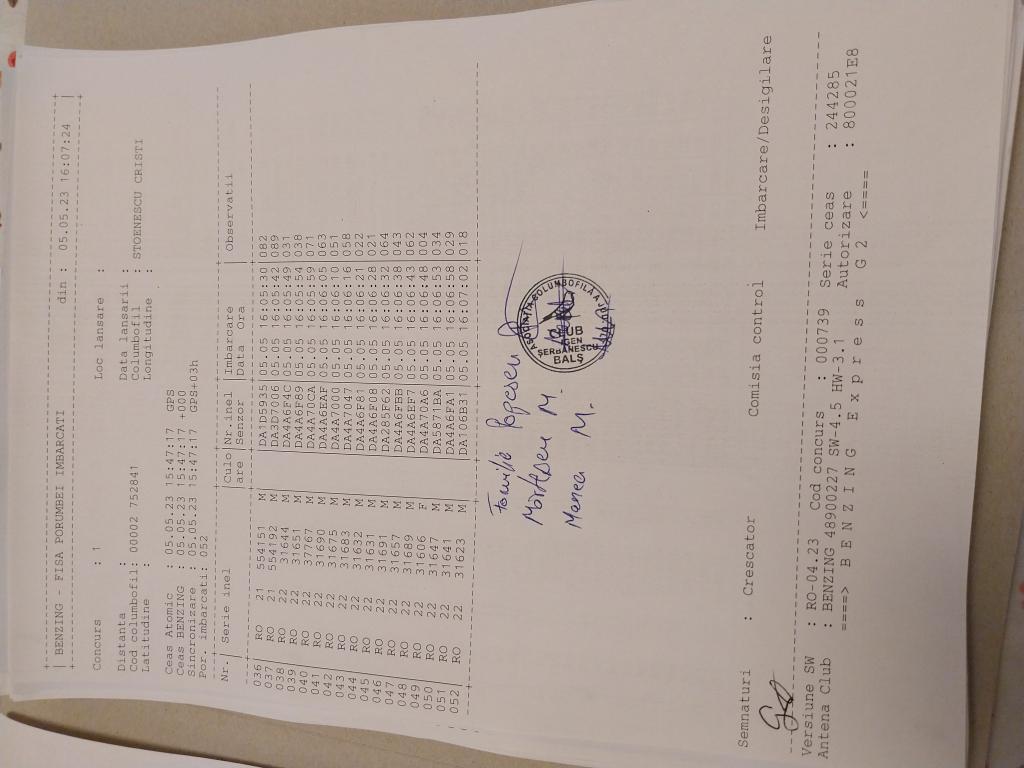 BENZING - FISA PORUMBEI IMBARCATI din : 05.05.23 16:07:24
Concurs : 1 Loc lansare :
Distanta : Data lansarii :
Cod columbofil: 00002 752841 Columbofil : STOENESCU CRISTI
Latitudine : Longitudine :
Ceas Atomic : 05.05.23 15:47:17 GPS
Ceas BENZING : 05.05.23 15:47:17 +000
Sincronizare : 05.05.23 15:47:17 GPS+03h
Por. imbarcati: 052
Nr. | Serie inel | Culo | Nr.inel | Imbarcare | Observatii
are | Senzor | Data Ora
036 RO 21 554151 M DA1D5935 05.05 16:05:30 082
037 RO 21 554192 M DA3D7006 05.05 16:05:42 089
038 RO 22 31644 M DA4A6F4C 05.05 16:05:49 031
039 RO 22 31651 M DA4A6F89 05.05 16:05:54 038
040 RO 22 37767 M DA4A70CA 05.05 16:05:59 071
041 RO 22 31690 M DA4A6EAF 05.05 16:06:05 063
042 RO 22 31675 M DA4A7000 05.05 16:06:10 051
043 RO 22 31683 M DA4A7047 05.05 16:06:16 058
044 RO 22 31632 M DA4A6F81 05.05 16:06:21 022
045 RO 22 31631 M DA4A6F08 05.05 16:06:28 021
046 RO 22 31691 M DA285F62 05.05 16:06:32 064
047 RO 22 31657 M DA4A6FBB 05.05 16:06:38 043
048 RO 22 31689 M DA4A6EF7 05.05 16:06:43 062
049 RO 22 31606 F DA4A70A6 05.05 16:06:48 004
050 RO 22 31647 M DA5871BA 05.05 16:06:53 034
051 RO 22 31641 M DA4A6FA1 05.05 16:06:58 029
052 RO 22 31623 M DA106B31 05.05 16:07:02 018
Popescu
M.
Manea M.
ASOCIATIA COLUMBOFILA
CLUB
GEN
ȘERBĂNESCU
BALȘ
Semnaturi : Crescator Comisia control Imbarcare/Desigilare
Versiune SW : RO-04.23 Cod concurs : 000739 Serie ceas : 244285
Antena Club : BENZING 48900227 SW-4.5 HW-3.1 Autorizare : 800021E8
====> B E N Z I N G E x p r e s s G 2 <====